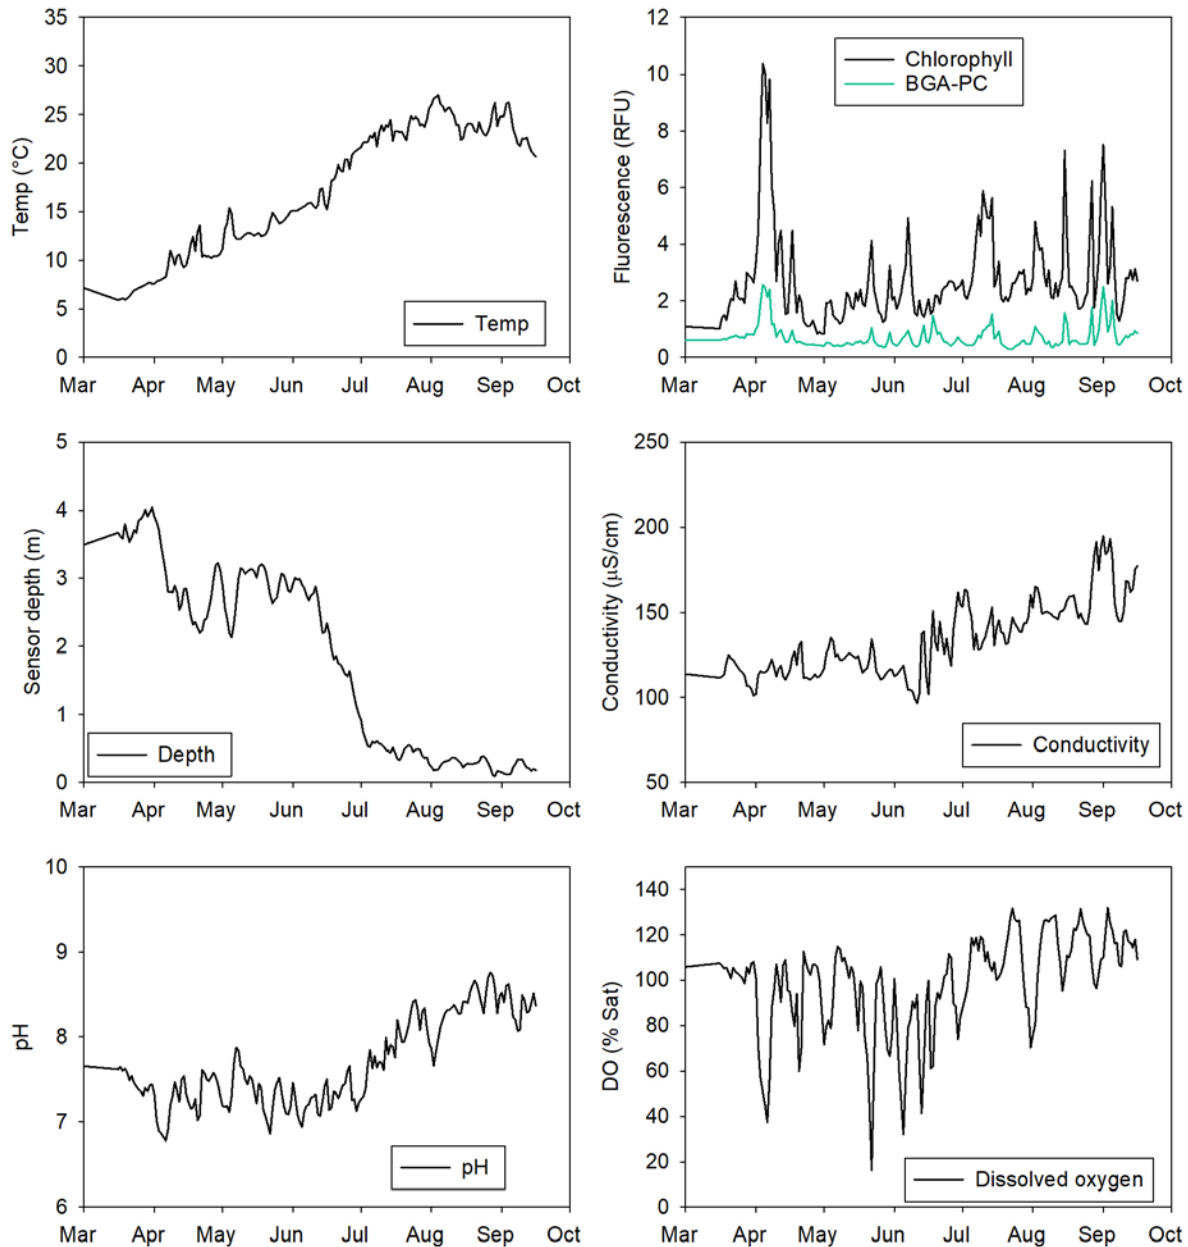 35
30
25
20
15
10
5
0
Temp (°C)
Temp
Mar Apr May Jun Jul Aug Sep Oct
12
10
8
6
4
2
0
Fluorescence (RFU)
Chlorophyll
BGA-PC
Mar Apr May Jun Jul Aug Sep Oct
5
4
3
2
1
0
Sensor depth (m)
Depth
Mar Apr May Jun Jul Aug Sep Oct
250
200
150
100
50
Conductivity (μS/cm)
Conductivity
Mar Apr May Jun Jul Aug Sep Oct
10
9
8
7
6
pH
pH
Mar Apr May Jun Jul Aug Sep Oct
140
120
100
80
60
40
20
0
DO (% Sat)
Dissolved oxygen
Mar Apr May Jun Jul Aug Sep Oct